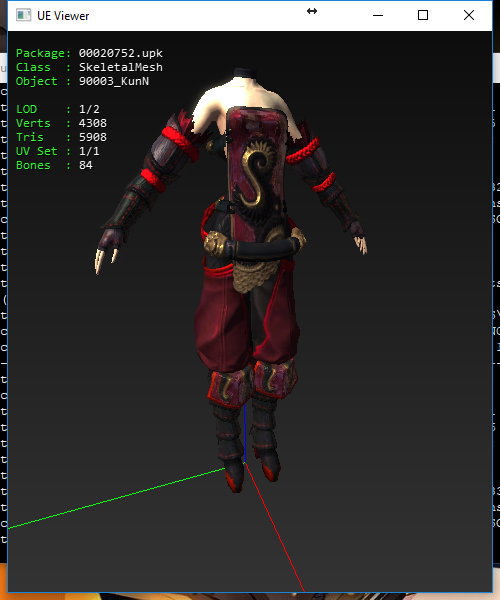 UE Viewer
Package: 00020752.upk
Class : SkeletalMesh
Object : 90003_KunN
LOD : 1/2
Verts : 4308
Tris : 5908
UV Set : 1/1
Bones : 84